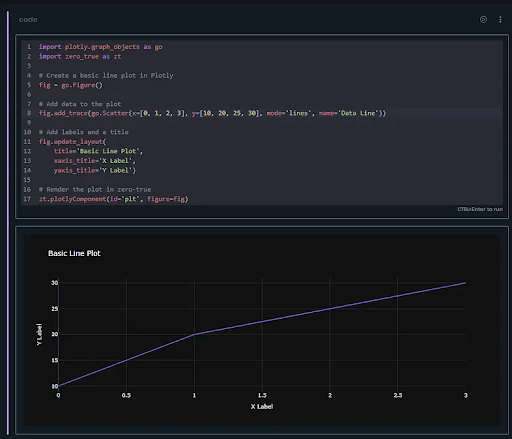 code
1 import plotly.graph_objects as go
2 import zero_true as zt
3
4 # Create a basic line plot in Plotly
5 fig = go.Figure()
6
7 # Add data to the plot
8 fig.add_trace(go.Scatter(x=[0, 1, 2, 3], y=[10, 20, 25, 30], mode='lines', name='Data Line'))
9
10 # Add labels and a title
11 fig.update_layout(
12     title='Basic Line Plot',
13     xaxis_title='X Label',
14     yaxis_title='Y Label')
15
16 # Render the plot in zero-true
17 zt.plotlyComponent(id='plt', figure=fig)
CTRL+Enter to run
Basic Line Plot
30
25
20
15
10
Y Label
0 0.5 1 1.5 2 2.5 3
X Label